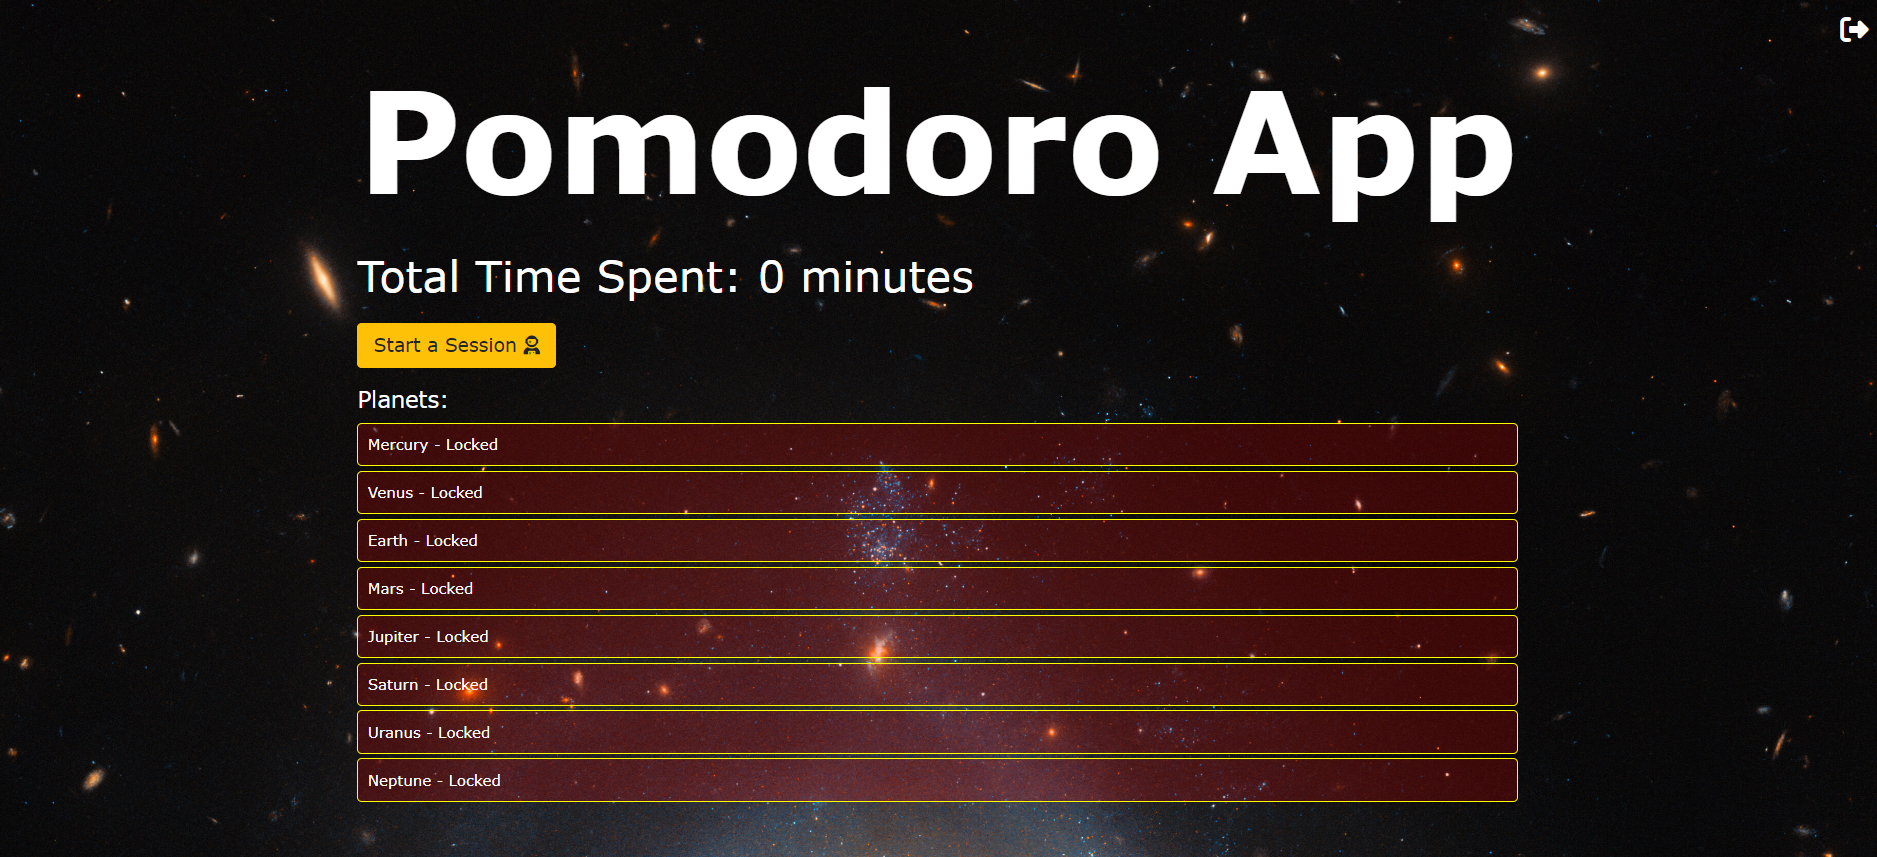 Pomodoro App
Total Time Spent: 0 minutes
Start a Session
Planets:
Mercury - Locked
Venus - Locked
Earth - Locked
Mars - Locked
Jupiter - Locked
Saturn - Locked
Uranus - Locked
Neptune - Locked